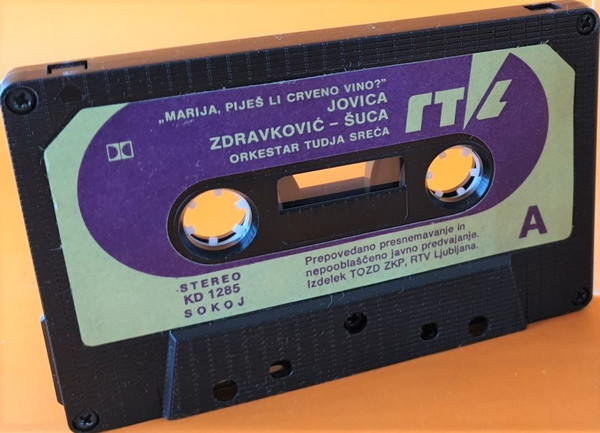 „MARIJA, PIJEŠ LI CRVENO VINO?”
JOVICA
ZDRAVKOVIĆ – ŠUCA
ORKESTAR TUDJA SREĆA
RTVL
A
STEREO
KD 1285
SOKOJ
Prepovedano presnemavanje in
nepooblaščeno javno predvajanje.
Izdelek TOZD ZKP, RTV Ljubljana.